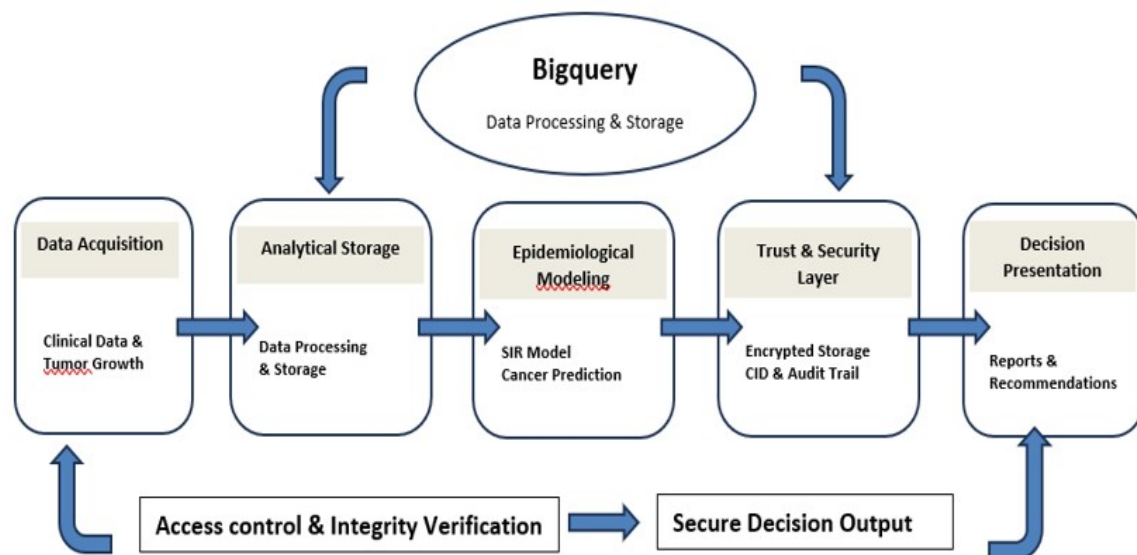 Bigquery
Data Processing & Storage
Data Acquisition
Clinical Data &
Tumor Growth
Analytical Storage
Data Processing
& Storage
Epidemiological
Modeling
SIR Model
Cancer Prediction
Trust & Security
Layer
Encrypted Storage
CID & Audit Trail
Decision
Presentation
Reports &
Recommendations
Access control & Integrity Verification
Secure Decision Output